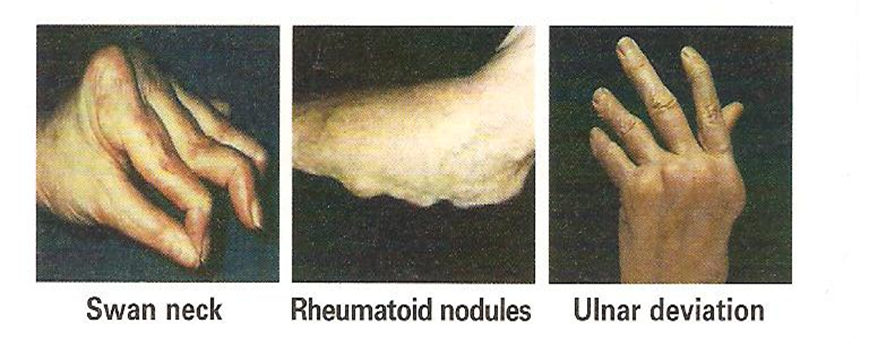 Swan neck
Rheumatoid nodules
Ulnar deviation